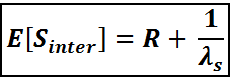 E[S_inter] = R + 1/λ_s